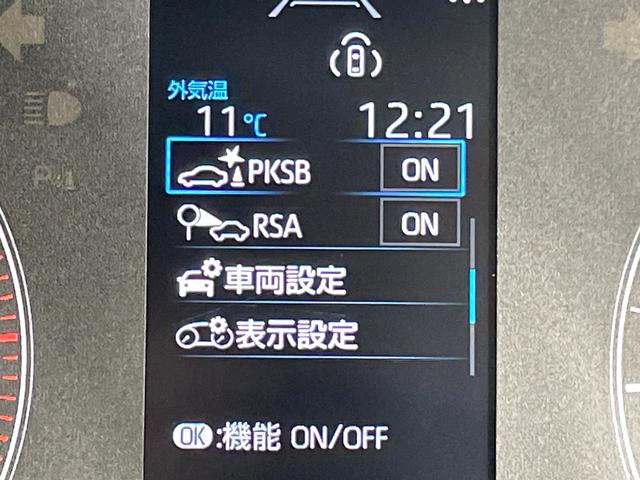 外気温
11℃ 12:21
PKSB ON
RSA ON
車両設定
表示設定
OK:機能 ON/OFF